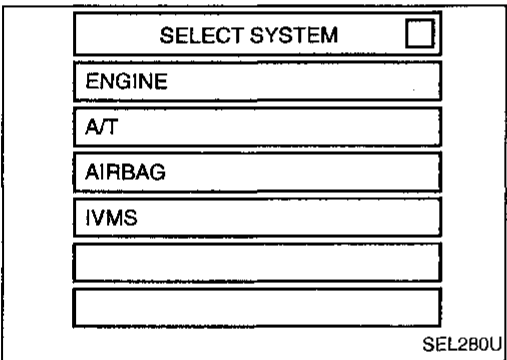 SELECT SYSTEM
ENGINE
A/T
AIRBAG
IVMS
SEL280U